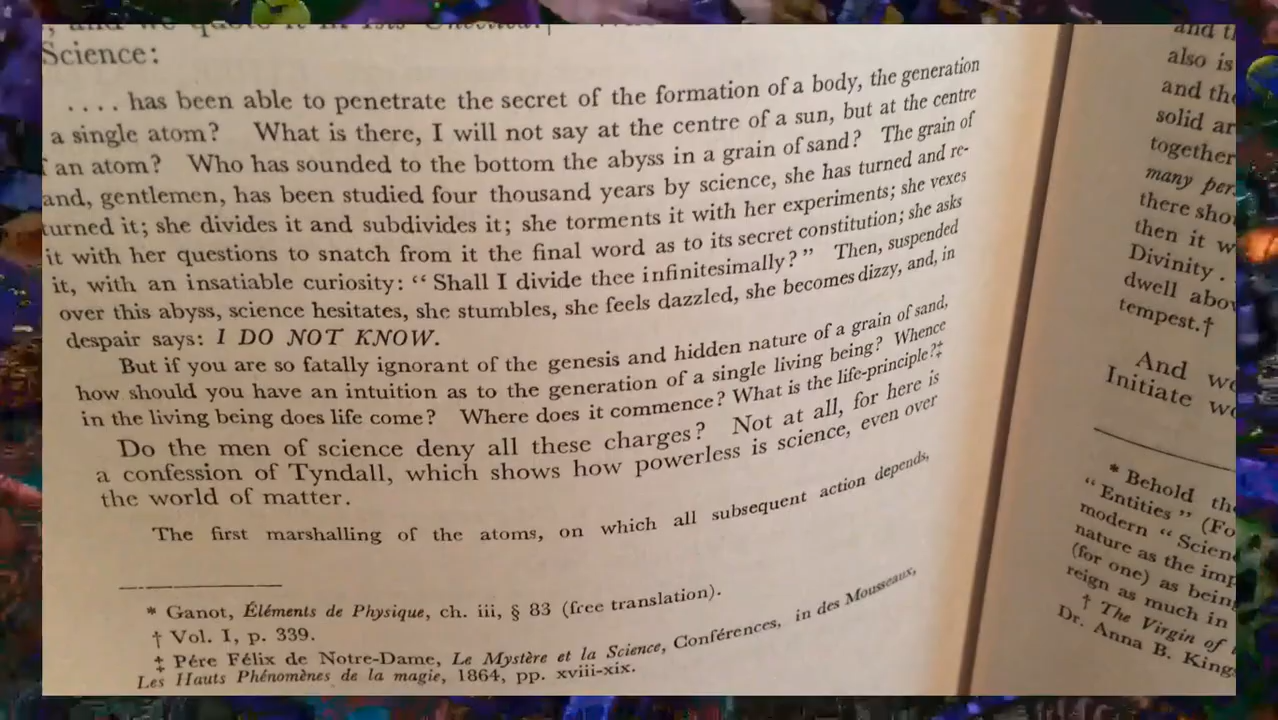 Science:
.... has been able to penetrate the secret of the formation of a body, the generation
a single atom? What is there, I will not say at the centre of a sun, but at the centre
an atom? Who has sounded to the bottom the abyss in a grain of sand? The grain of
and, gentlemen, has been studied four thousand years by science, she has turned and re-
turned it; she divides it and subdivides it; she torments it with her experiments; she vexes
it with her questions to snatch from it the final word as to its secret constitution; she asks
it, with an insatiable curiosity: “ Shall I divide thee infinitesimally? ” Then, suspended
over this abyss, science hesitates, she stumbles, she feels dazzled, she becomes dizzy, and, in
despair says: I DO NOT KNOW.
But if you are so fatally ignorant of the genesis and hidden nature of a grain of sand,
how should you have an intuition as to the generation of a single living being? Whence
in the living being does life come? Where does it commence? What is the life-principle?‡
Do the men of science deny all these charges? Not at all, for here is
a confession of Tyndall, which shows how powerless is science, even over
the world of matter.
The first marshalling of the atoms, on which all subsequent action depends,
* Ganot, Éléments de Physique, ch. iii, § 83 (free translation).
† Vol. I, p. 339.
‡ Pére Félix de Notre-Dame, Le Mystère et la Science, Conférences, in des Mousseaux,
Les Hauts Phénomènes de la magie, 1864, pp. xviii-xix.
and
also is
and the
solid ar
together
many per
there sho
then it w
Divinity .
dwell abov
tempest.†
And we
Initiate wo
* Behold the
“ Entities ” (Fo
modern “ Scien
nature as the imp
(for one) as being
reign as much in
† The Virgin of
Dr. Anna B. Kings